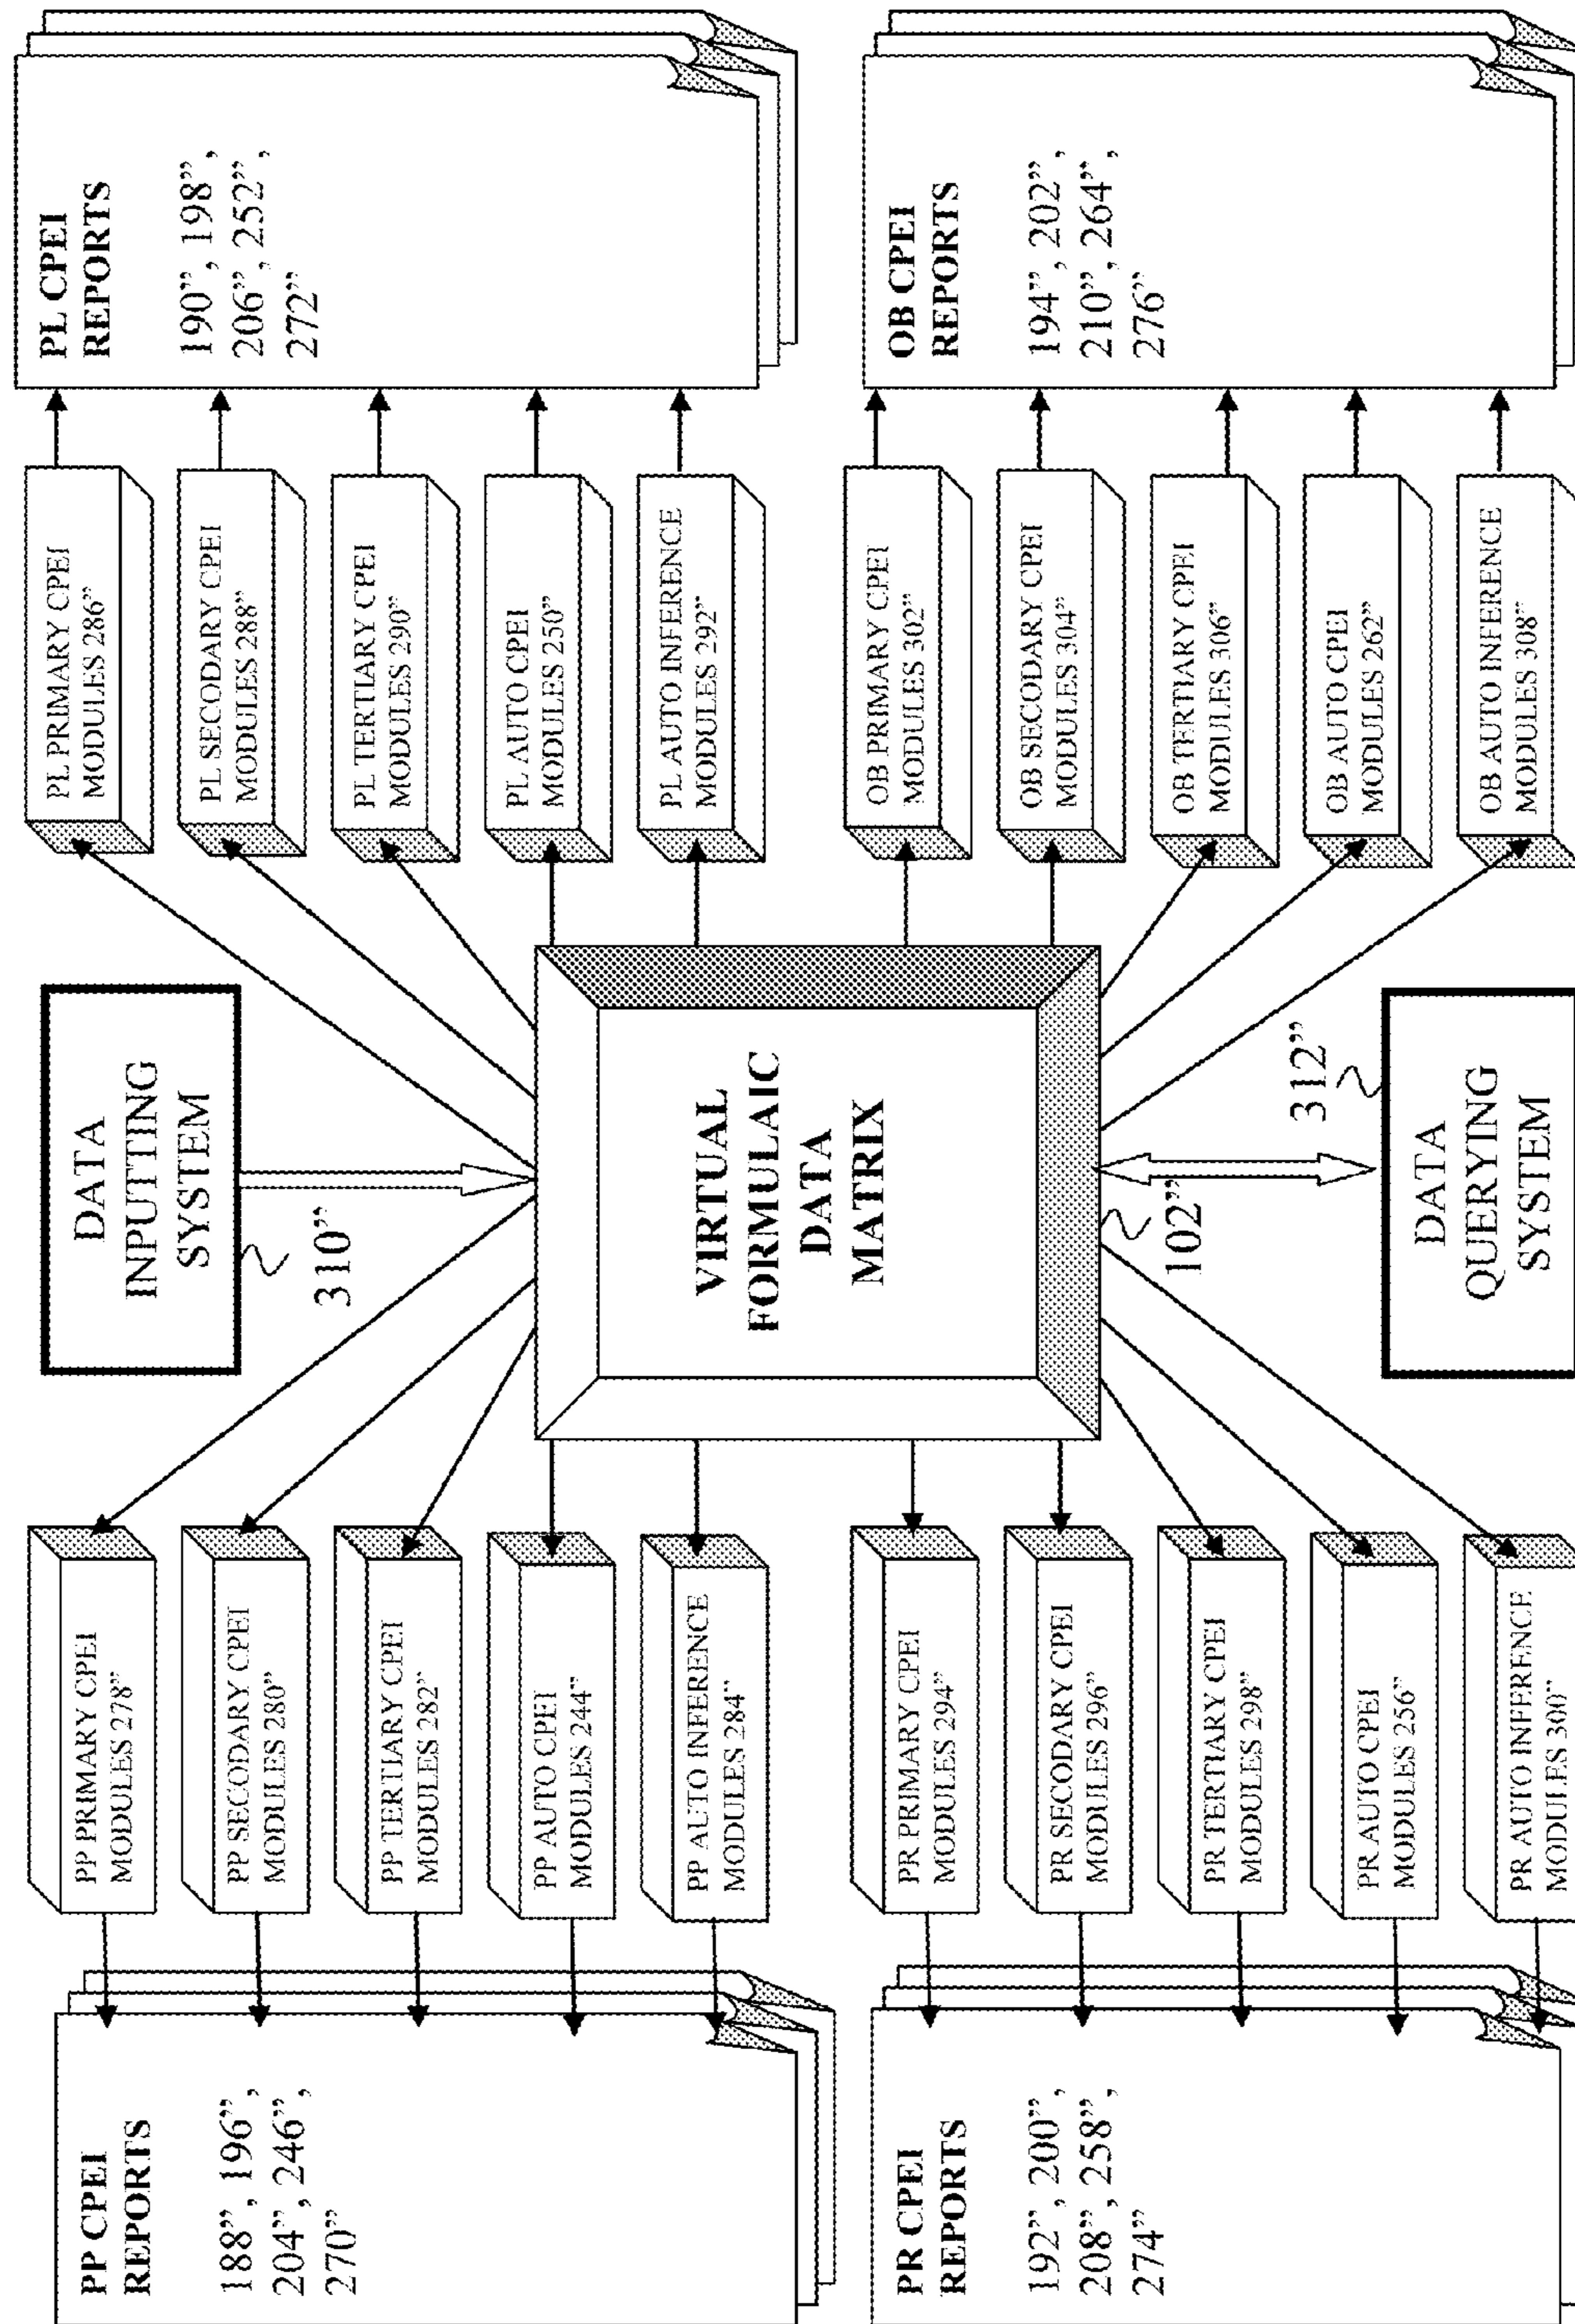 PP CPEI
REPORTS
188”, 196”,
204”, 246”,
270”
PP PRIMARY CPEI
MODULES 278”
PP SECODARY CPEI
MODULES 280”
PP TERTIARY CPEI
MODULES 282”
PP AUTO CPEI
MODULES 244”
PP AUTO INFERENCE
MODULES 284”
DATA
INPUTTING
SYSTEM
310”
PL PRIMARY CPEI
MODULES 286”
PL SECODARY CPEI
MODULES 288”
PL TERTIARY CPEI
MODULES 290”
PL AUTO CPEI
MODULES 250”
PL AUTO INFERENCE
MODULES 292”
PL CPEI
REPORTS
190”, 198”,
206”, 252”,
272”
VIRTUAL
FORMULAIC
DATA
MATRIX
102”
PR CPEI
REPORTS
192”, 200”,
208”, 258”,
274”
PR PRIMARY CPEI
MODULES 294”
PR SECODARY CPEI
MODULES 296”
PR TERTIARY CPEI
MODULES 298”
PR AUTO CPEI
MODULES 256”
PR AUTO INFERENCE
MODULES 300”
312”
DATA
QUERYING
SYSTEM
OB PRIMARY CPEI
MODULES 302”
OB SECODARY CPEI
MODULES 304”
OB TERTIARY CPEI
MODULES 306”
OB AUTO CPEI
MODULES 262”
OB AUTO INFERENCE
MODULES 308”
OB CPEI
REPORTS
194”, 202”,
210”, 264”,
276”